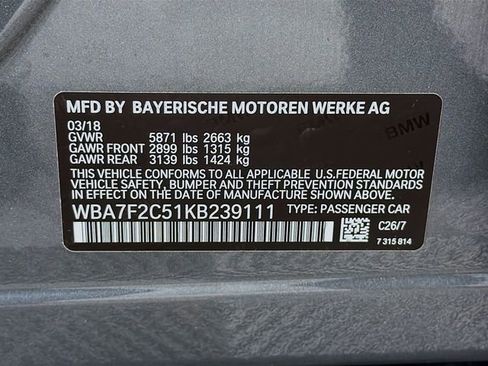 MFD BY BAYERISCHE MOTOREN WERKE AG
03/18
GVWR 5871 lbs 2663 kg
GAWR FRONT 2899 lbs 1315 kg
GAWR REAR 3139 lbs 1424 kg
THIS VEHICLE CONFORMS TO ALL APPLICABLE U.S.FEDERAL MOTOR
VEHICLE SAFETY, BUMPER, AND THEFT PREVENTION STANDARDS
IN EFFECT ON THE DATE OF MANUFACTURE SHOWN ABOVE.
WBA7F2C51KB239111 TYPE: PASSENGER CAR
C26/7
7 315 814
BMW